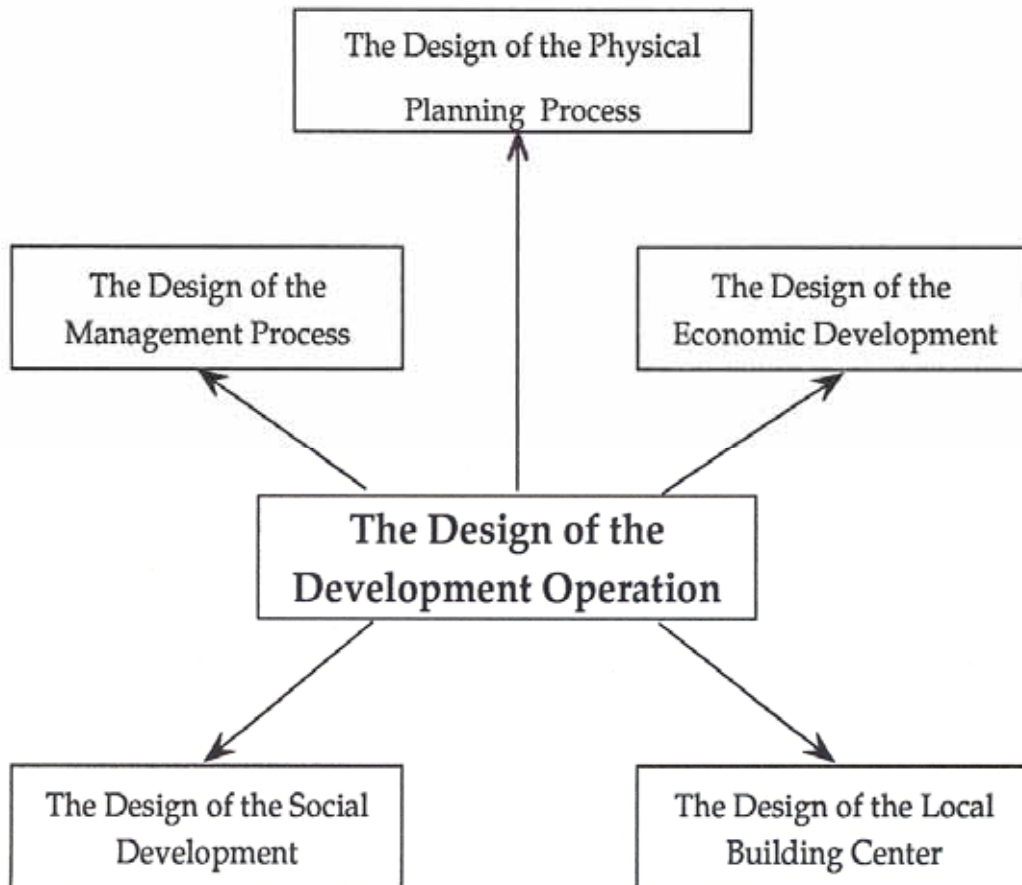 The Design of the Physical
Planning Process
The Design of the
Management Process
The Design of the
Economic Development
The Design of the
Development Operation
The Design of the Social
Development
The Design of the Local
Building Center